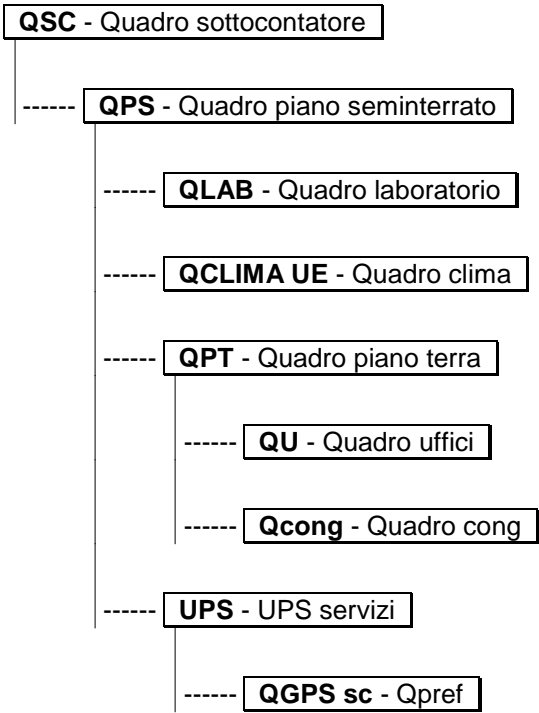 QSC - Quadro sottocontatore
------ QPS - Quadro piano seminterrato
------ QLAB - Quadro laboratorio
------ QCLIMA UE - Quadro clima
------ QPT - Quadro piano terra
------ QU - Quadro uffici
------ Qcong - Quadro cong
------ UPS - UPS servizi
------ QGPS sc - Qpref